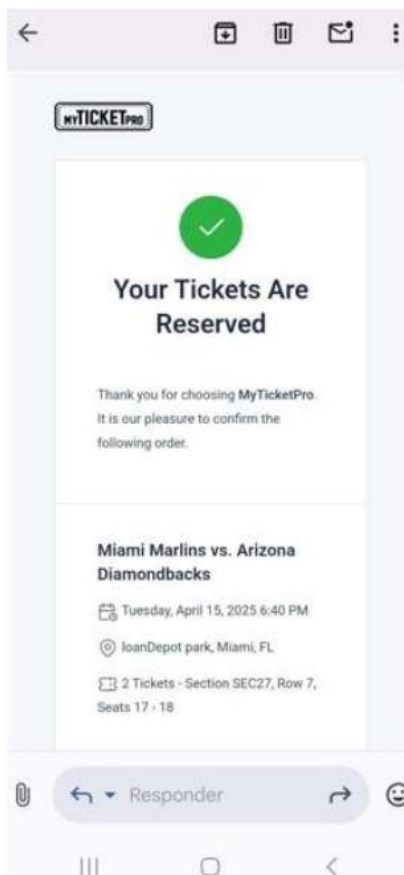 MYTICKETPRO
Your Tickets Are
Reserved
Thank you for choosing MyTicketPro.
It is our pleasure to confirm the
following order.
Miami Marlins vs. Arizona
Diamondbacks
Tuesday, April 15, 2025 6:40 PM
loanDepot park, Miami, FL
2 Tickets - Section SEC27, Row 7,
Seats 17 - 18
Responder